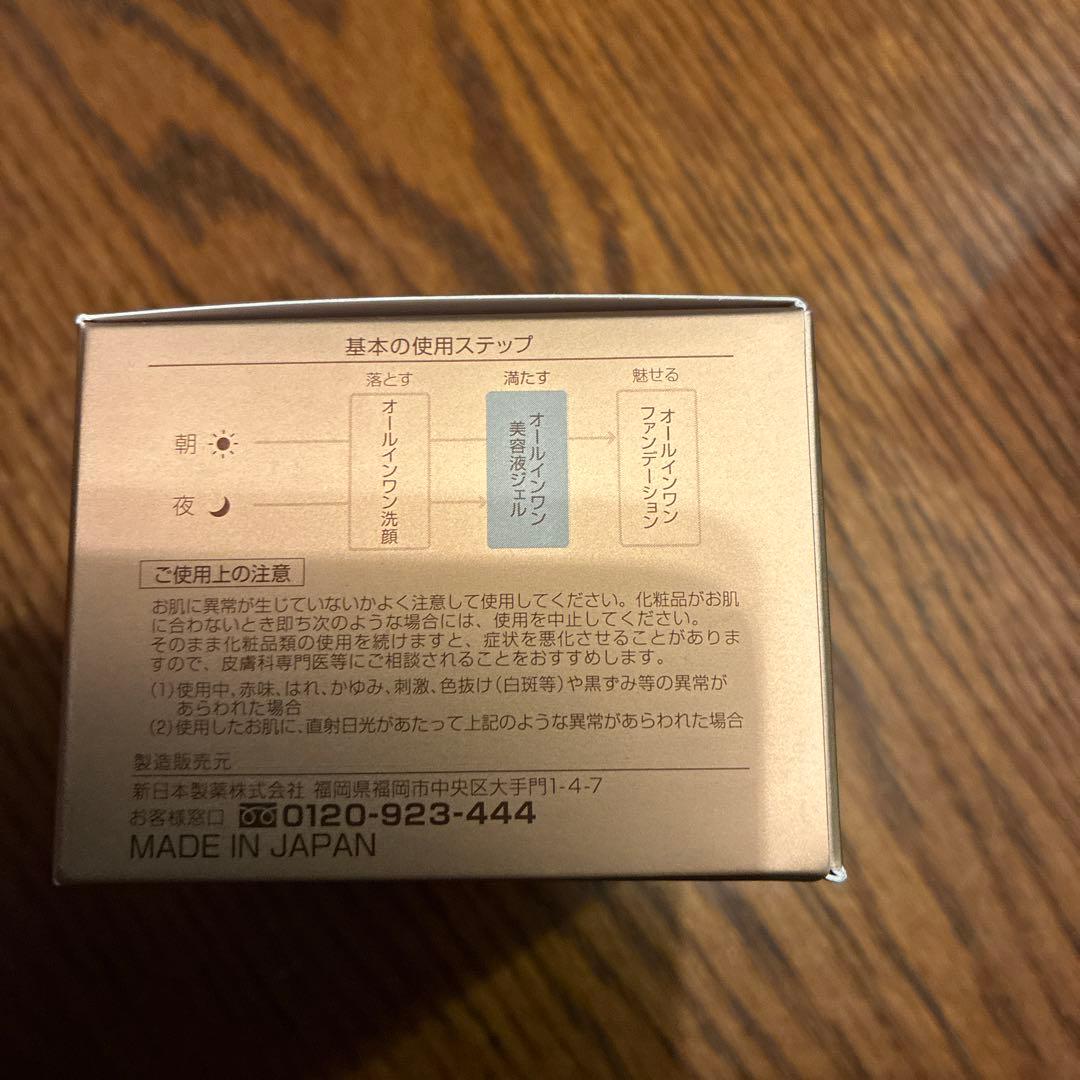 基本の使用ステップ
落とす
満たす
魅せる
朝
夜
オールインワン洗顔
オールインワン
美容液ジェル
オールインワン
ファンデーション
ご使用上の注意
お肌に異常が生じていないかよく注意して使用してください。化粧品がお肌
に合わないとき即ち次のような場合には、使用を中止してください。
そのまま化粧品類の使用を続けますと、症状を悪化させることがありま
すので、皮膚科専門医等にご相談されることをおすすめします。
(1)使用中、赤味、はれ、かゆみ、刺激、色抜け(白斑等)や黒ずみ等の異常が
あらわれた場合
(2)使用したお肌に、直射日光があたって上記のような異常があらわれた場合
製造販売元
新日本製薬株式会社 福岡県福岡市中央区大手門1-4-7
お客様窓口 0120-923-444
MADE IN JAPAN